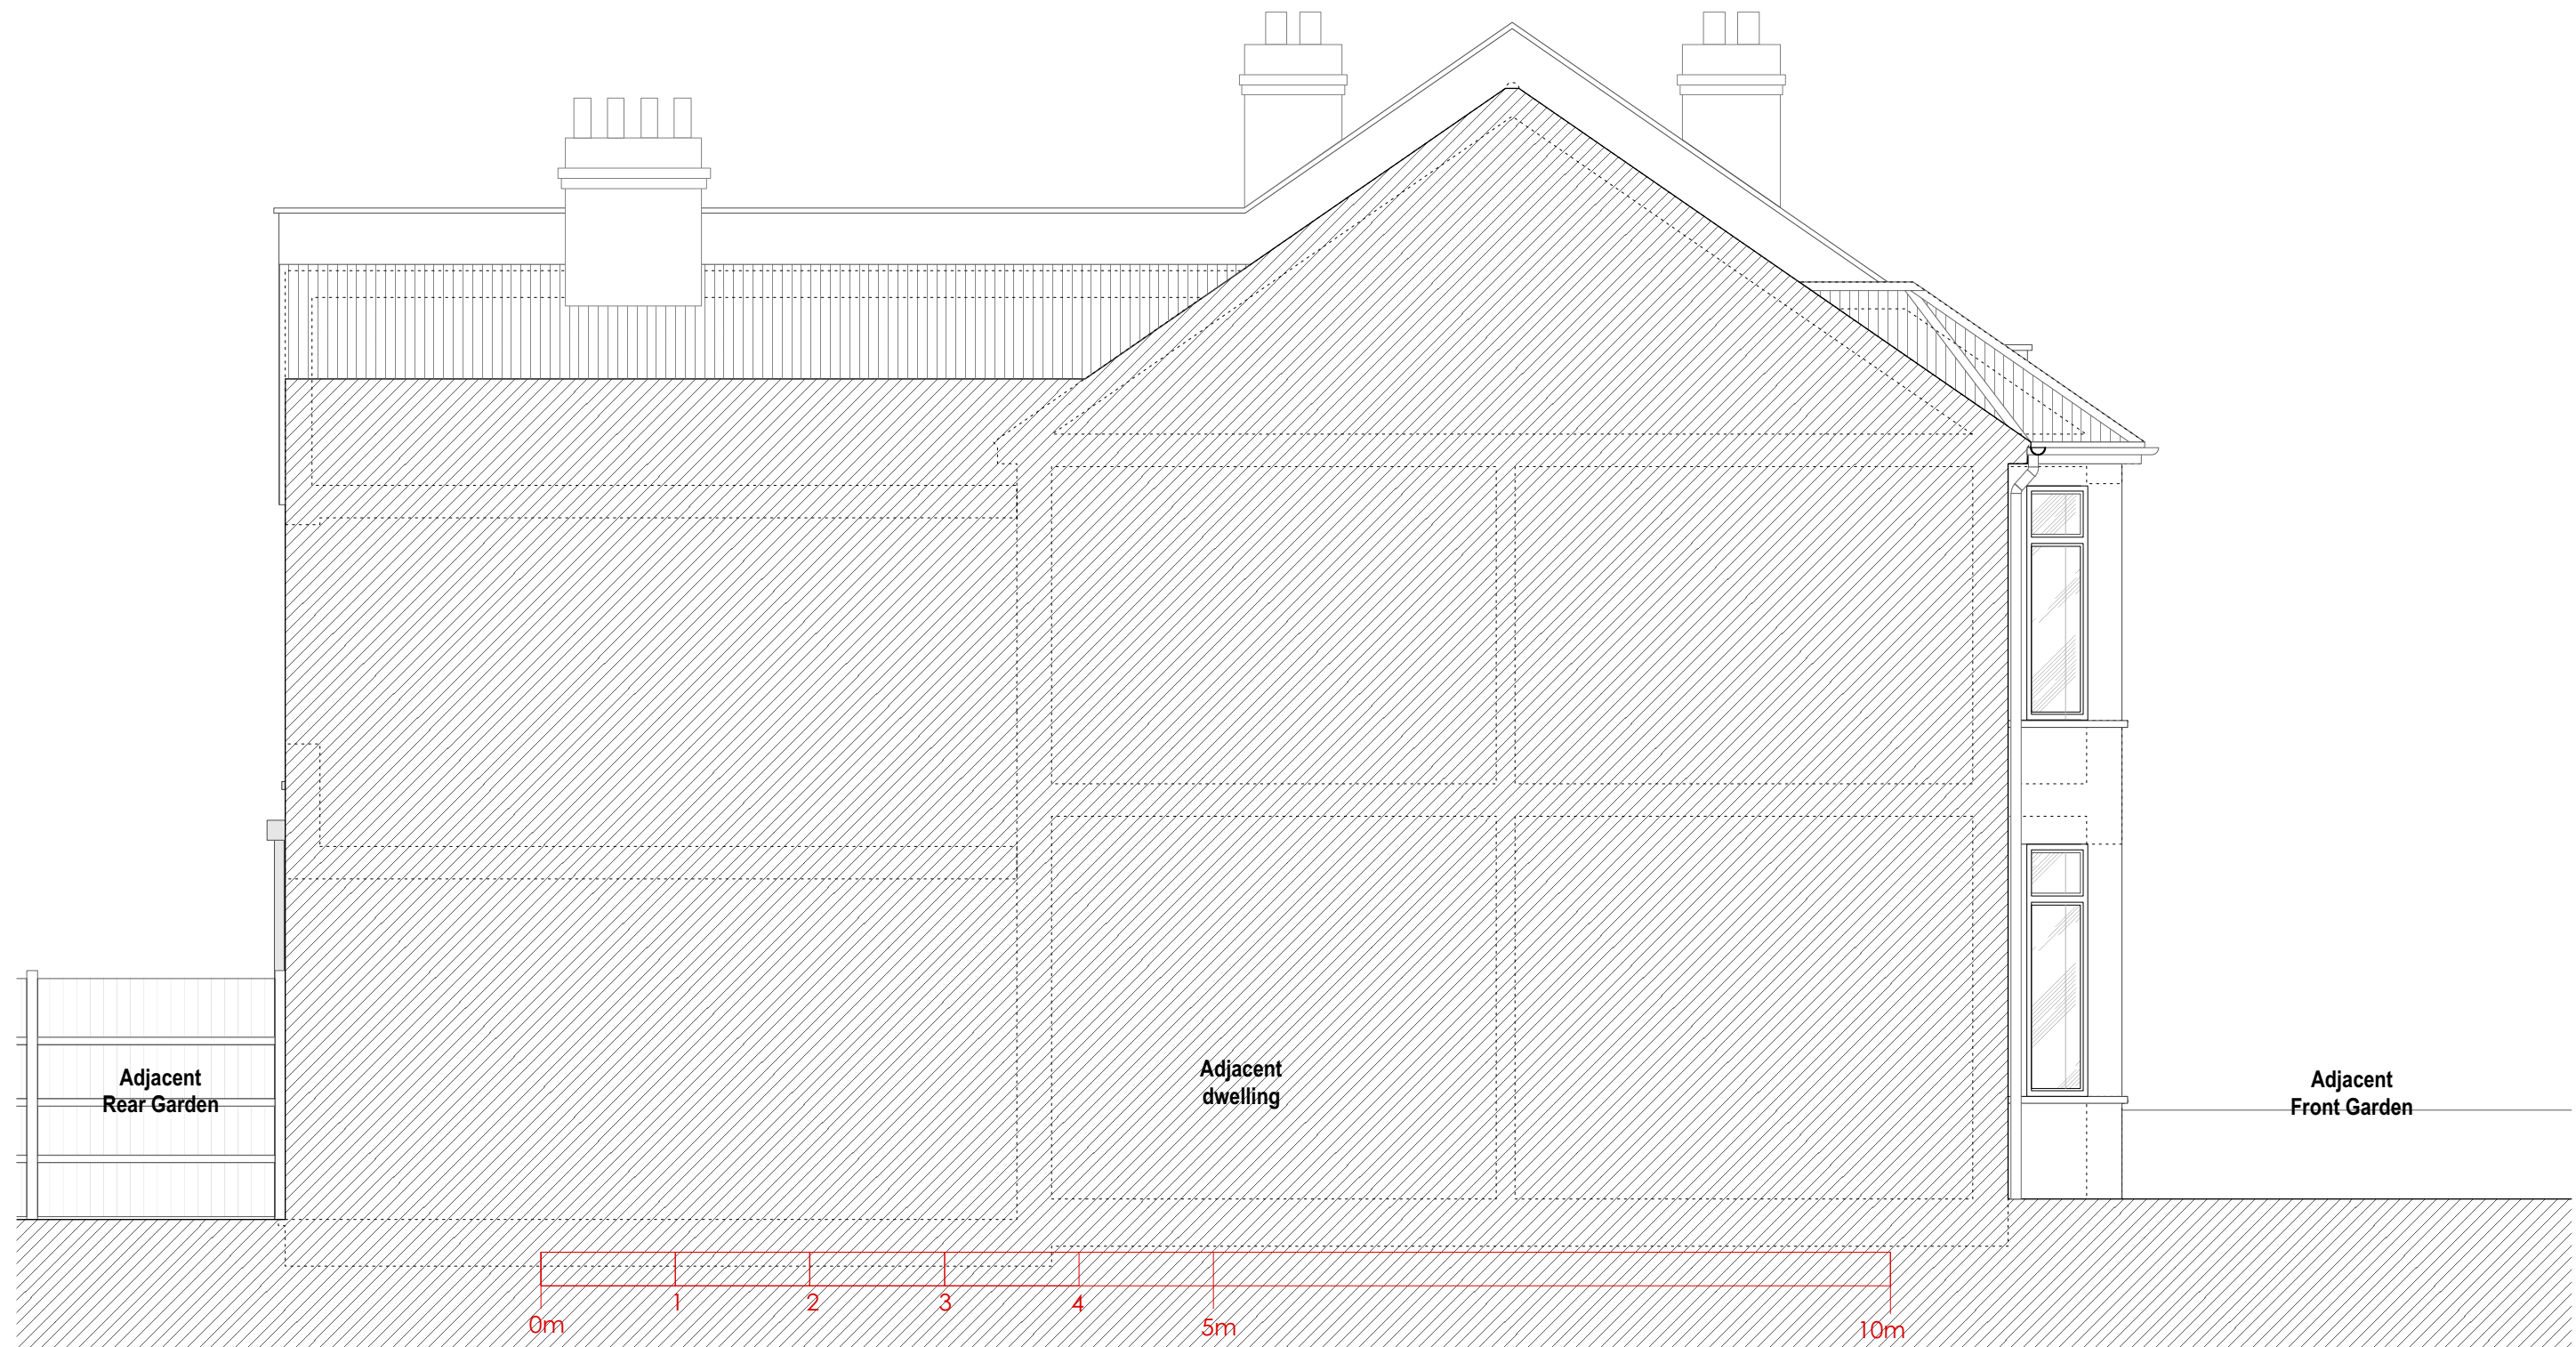 Adjacent
Rear Garden
Adjacent
dwelling
Adjacent
Front Garden
1
2
3
4
0m
5m
10m